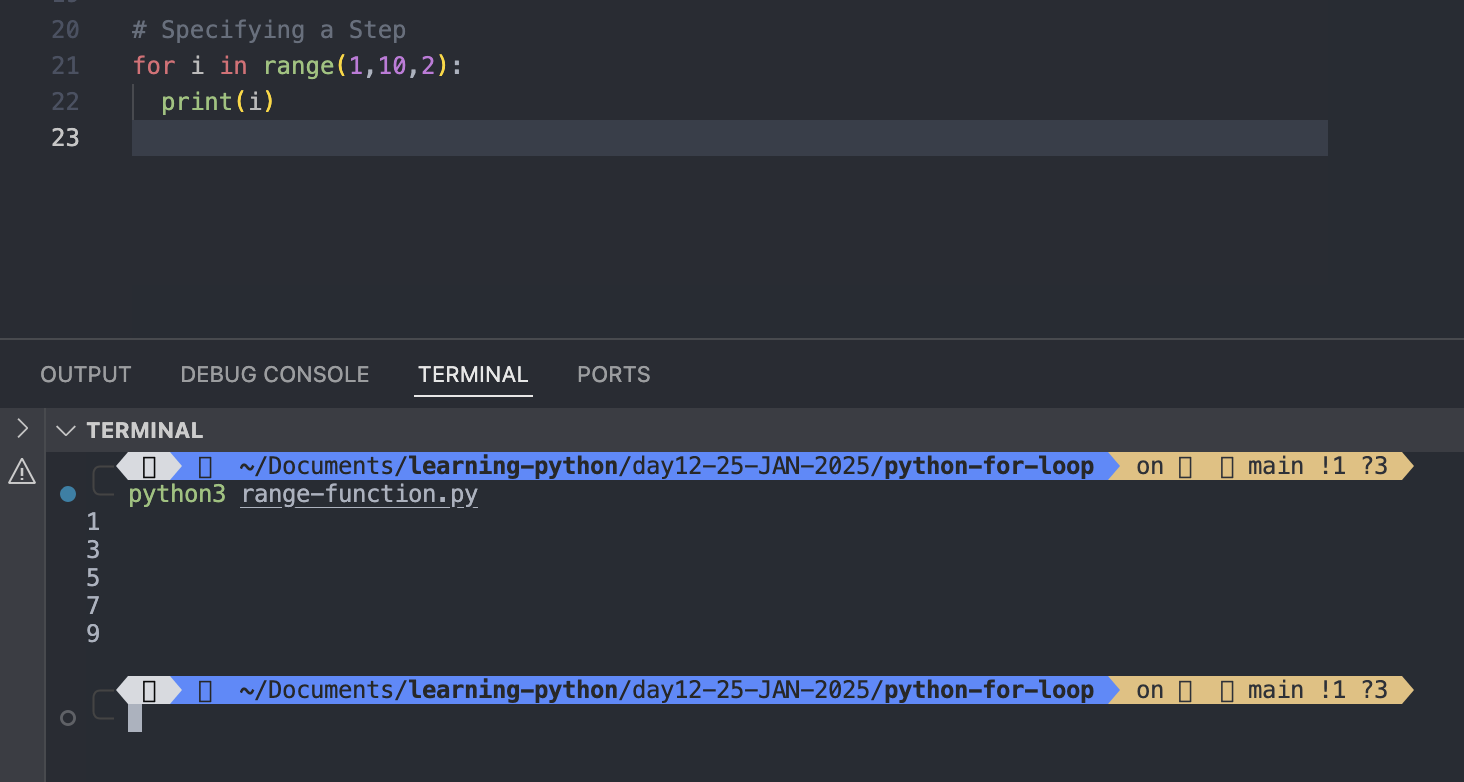 20 # Specifying a Step
21 for i in range(1,10,2):
22 print(i)
23
OUTPUT DEBUG CONSOLE TERMINAL PORTS
TERMINAL
~/Documents/learning-python/day12-25-JAN-2025/python-for-loop on main !1 ?3
python3 range-function.py
1
3
5
7
9
~/Documents/learning-python/day12-25-JAN-2025/python-for-loop on main !1 ?3